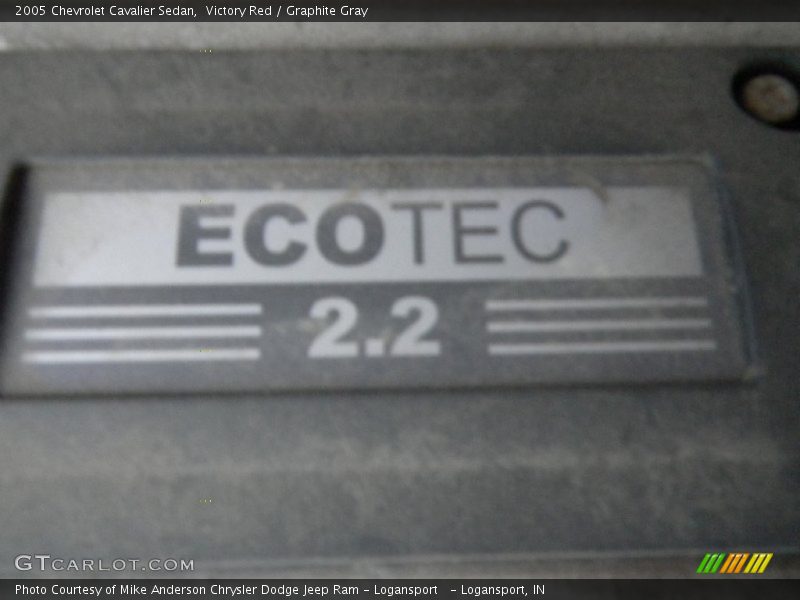 2005 Chevrolet Cavalier Sedan, Victory Red / Graphite Gray
ECOTEC
2.2
GTCARLOT.COM
Photo Courtesy of Mike Anderson Chrysler Dodge Jeep Ram - Logansport - Logansport, IN